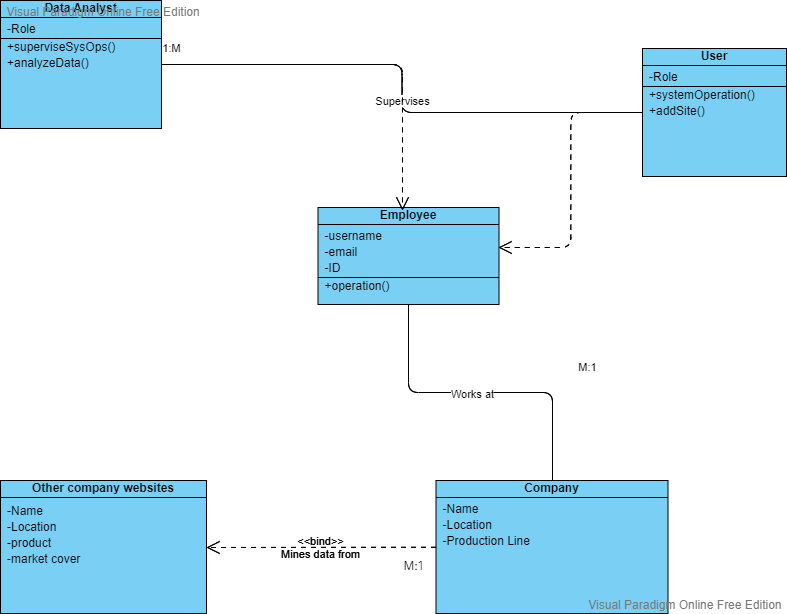 Visual Paradigm Online Free Edition
Data Analyst
-Role
+superviseSysOps()
+analyzeData()
1:M
User
-Role
+systemOperation()
+addSite()
Supervises
Employee
-username
-email
-ID
+operation()
M:1
Works at
Other company websites
-Name
-Location
-product
-market cover
Company
-Name
-Location
-Production Line
<<bind>>
Mines data from
M:1
Visual Paradigm Online Free Edition